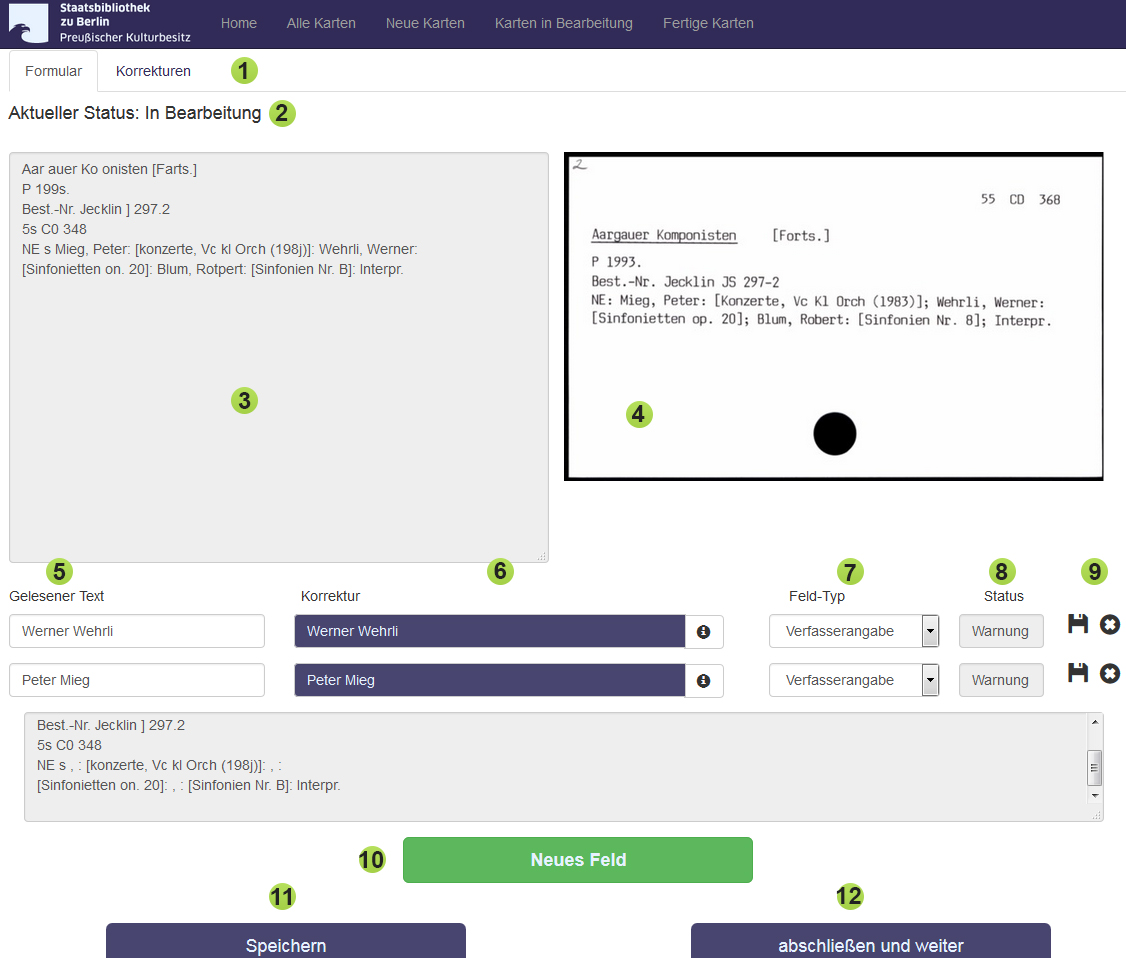 Staatsbibliothek
zu Berlin
Preußischer Kulturbesitz
Home Alle Karten Neue Karten Karten in Bearbeitung Fertige Karten
Formular Korrekturen 1
Aktueller Status: In Bearbeitung 2
Aar auer Ko onisten [Farts.]
P 199s.
Best.-Nr. Jecklin ] 297.2
5s C0 348
NE s Mieg, Peter: [konzerte, Vc kl Orch (198j)]: Wehrli, Werner:
[Sinfonietten on. 20]: Blum, Rotpert: [Sinfonien Nr. B]: Interpr.
3
2
55 CD 368
Aargauer Komponisten [Forts.]
P 1993.
Best.-Nr. Jecklin JS 297-2
NE: Mieg, Peter: [Konzerte, Vc Kl Orch (1983)]; Wehrli, Werner:
[Sinfonietten op. 20]; Blum, Robert: [Sinfonien Nr. 8]; Interpr.
4
5 6 7 8 9
Gelesener Text Korrektur Feld-Typ Status
Werner Wehrli Werner Wehrli Verfasserangabe Warnung
Peter Mieg Peter Mieg Verfasserangabe Warnung
Best.-Nr. Jecklin ] 297.2
5s C0 348
NE s , : [konzerte, Vc kl Orch (198j)]: , :
[Sinfonietten on. 20]: , : [Sinfonien Nr. B]: Interpr.
10 Neues Feld
11 12
Speichern abschließen und weiter